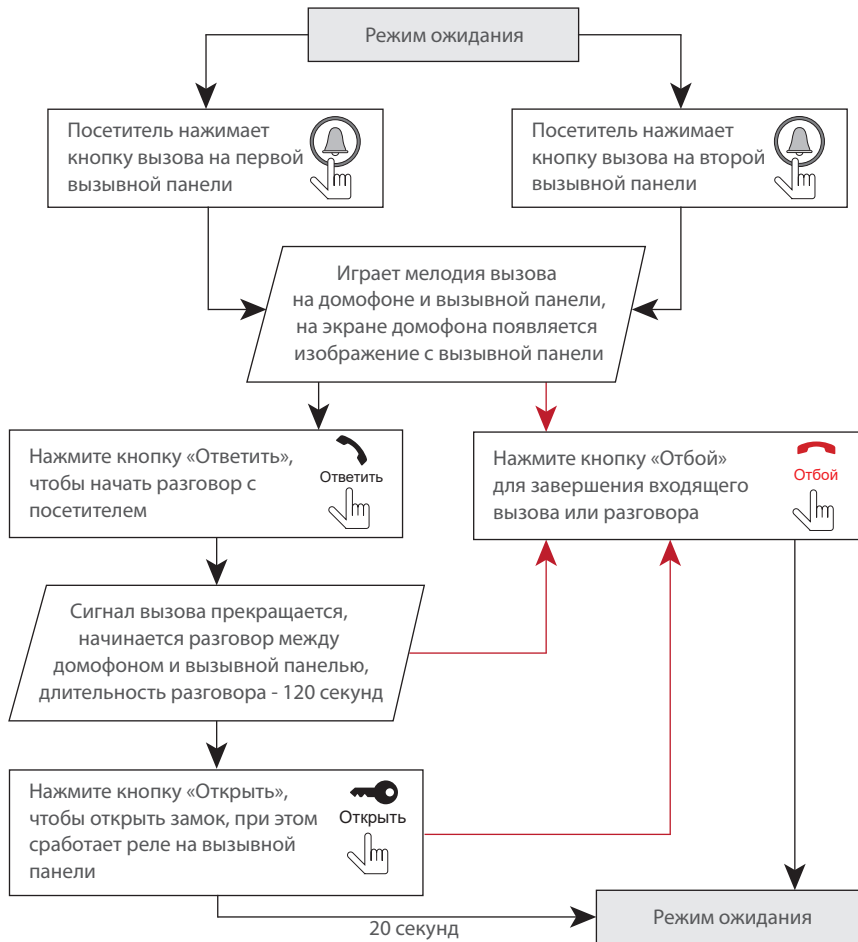 Режим ожидания
Посетитель нажимает
кнопку вызова на первой
вызывной панели
Посетитель нажимает
кнопку вызова на второй
вызывной панели
Играет мелодия вызова
на домофоне и вызывной панели,
на экране домофона появляется
изображение с вызывной панели
Нажмите кнопку «Ответить»,
чтобы начать разговор с
посетителем
Ответить
Нажмите кнопку «Отбой»
для завершения входящего
вызова или разговора
Отбой
Сигнал вызова прекращается,
начинается разговор между
домофоном и вызывной панелью,
длительность разговора - 120 секунд
Нажмите кнопку «Открыть»,
чтобы открыть замок, при этом
сработает реле на вызывной
панели
Открыть
20 секунд
Режим ожидания